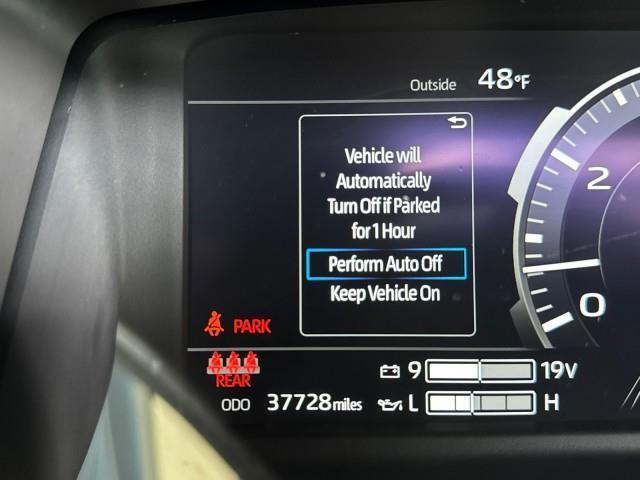 Outside 48°F
Vehicle will
Automatically
Turn Off if Parked
for 1 Hour
Perform Auto Off
Keep Vehicle On
2
0
PARK
REAR
9 19V
ODO 37728 miles L H